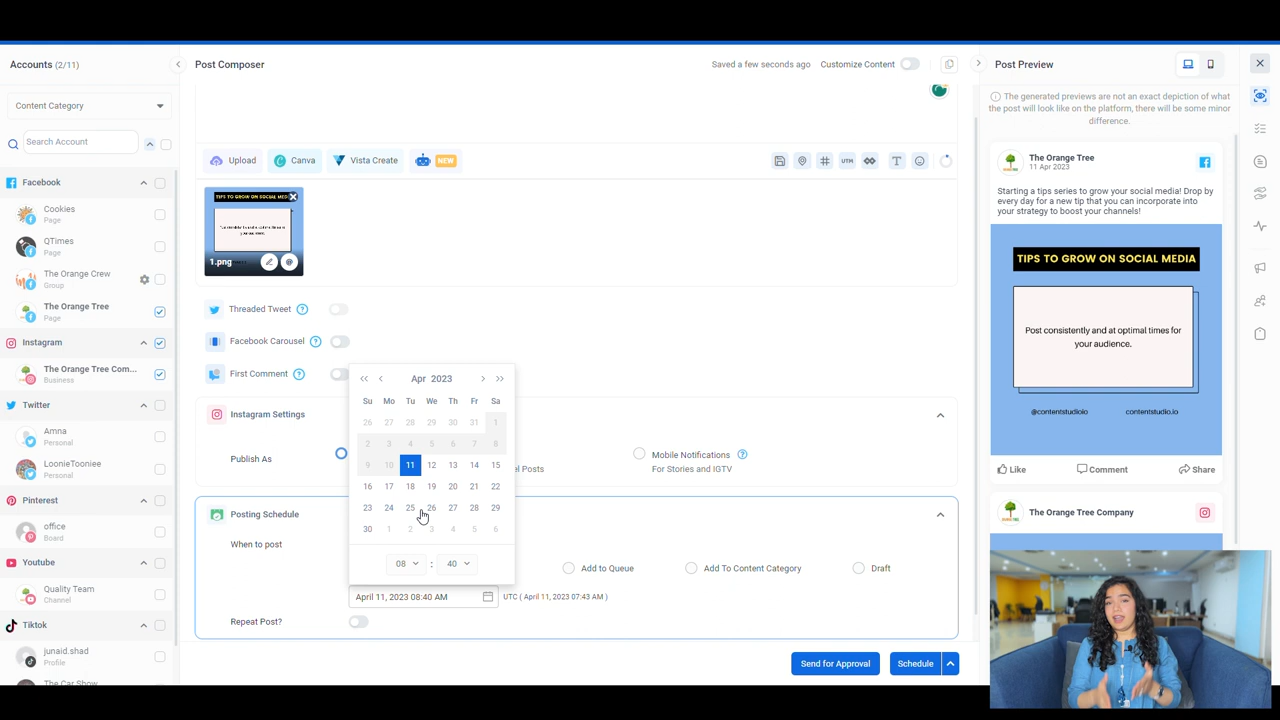 Accounts (2/11)
Content Category
Search Account
Facebook
Cookies
Page
QTimes
Page
The Orange Crew
Group
The Orange Tree
Page
Instagram
The Orange Tree Com...
Business
Twitter
Amna
Personal
LoonieTooniee
Personal
Pinterest
office
Board
Youtube
Quality Team
Channel
Tiktok
junaid.shad
Profile
The Car Show
Post Composer
Saved a few seconds ago
Customize Content
Upload
Canva
Vista Create
NEW
UTM
TIPS TO GROW ON SOCIAL MED
1.png
Threaded Tweet
Facebook Carousel
First Comment
Instagram Settings
Publish As
el Posts
Mobile Notifications
For Stories and IGTV
Apr 2023
Su Mo Tu We Th Fr Sa
26 27 28 29 30 31 1
2 3 4 5 6 7 8
9 10 11 12 13 14 15
16 17 18 19 20 21 22
23 24 25 26 27 28 29
30 1 2 3 4 5 6
08 : 40
Posting Schedule
When to post
Add to Queue
Add To Content Category
Draft
April 11, 2023 08:40 AM
UTC ( April 11, 2023 07:43 AM )
Repeat Post?
Send for Approval
Schedule
Post Preview
The generated previews are not an exact depiction of what
the post will look like on the platform, there will be some minor
difference.
The Orange Tree
11 Apr 2023
Starting a tips series to grow your social media! Drop by
every day for a new tip that you can incorporate into
your strategy to boost your channels!
TIPS TO GROW ON SOCIAL MEDIA
Post consistently and at optimal times for
your audience.
@contentstudioio
contentstudio.io
Like
Comment
Share
The Orange Tree Company